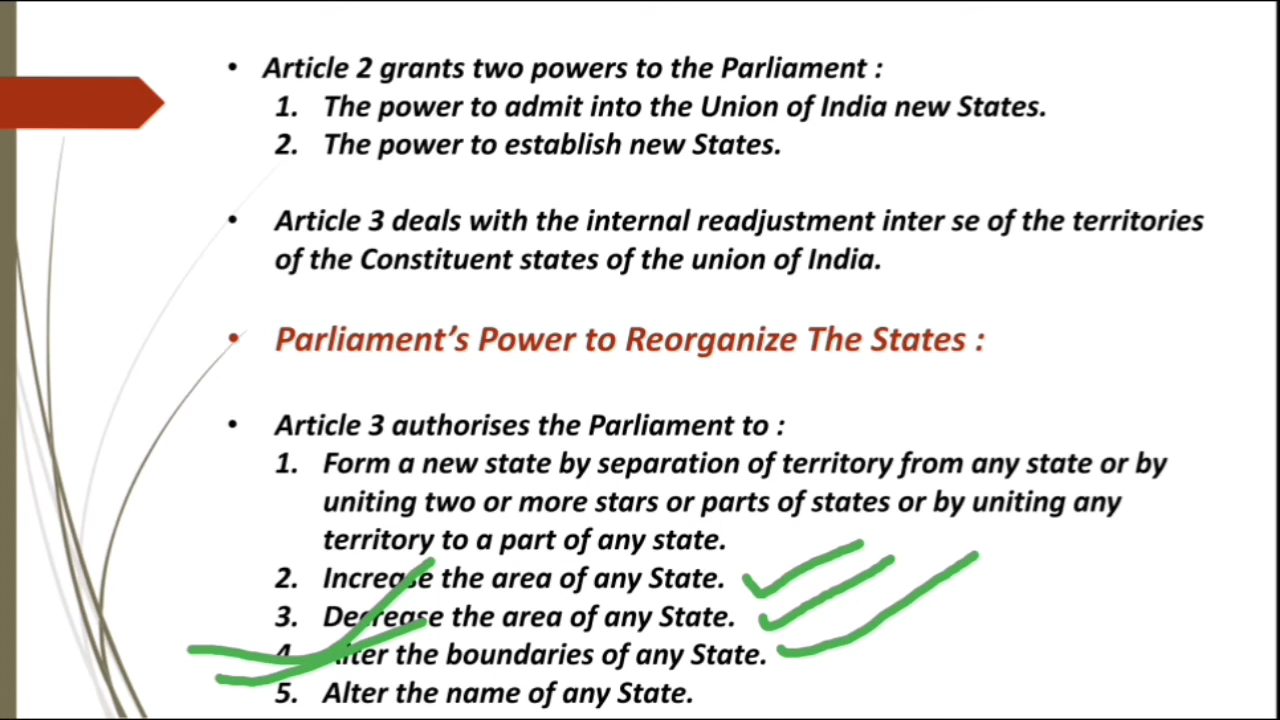 • Article 2 grants two powers to the Parliament :
1. The power to admit into the Union of India new States.
2. The power to establish new States.
• Article 3 deals with the internal readjustment inter se of the territories
of the Constituent states of the union of India.
• Parliament’s Power to Reorganize The States :
• Article 3 authorises the Parliament to :
1. Form a new state by separation of territory from any state or by
uniting two or more stars or parts of states or by uniting any
territory to a part of any state.
2. Increase the area of any State.
3. Decrease the area of any State.
4. Alter the boundaries of any State.
5. Alter the name of any State.